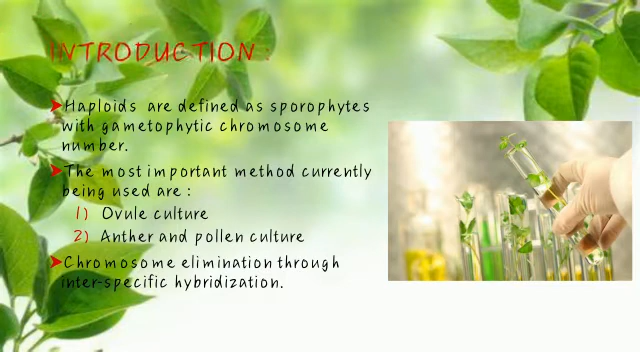 INTRODUCTION
➤Haploids are defined as sporophytes
with gametophytic chromosome
number.
➤The most important method currently
being used are :
1) Ovule culture
2) Anther and pollen culture
➤Chromosome elimination through
inter-specific hybridization.